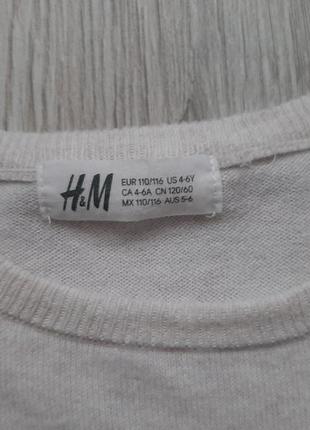 H&M
EUR 110/116 US 4-6Y
CA 4-6A CN 120/60
MX 110/116 AUS 5-6